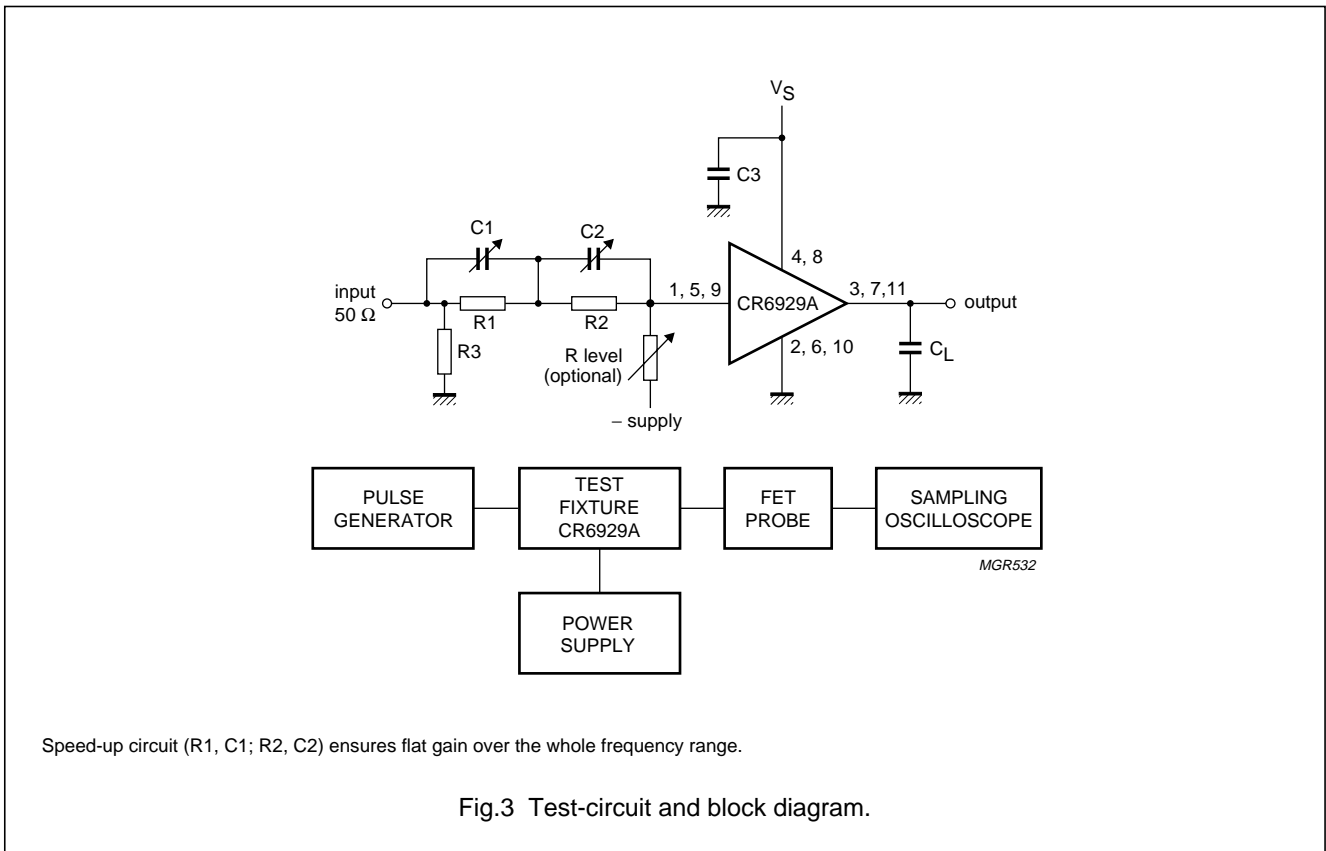 VS
C3
C1
C2
4, 8
input
50 Ω
1, 5, 9
CR6929A
3, 7,11
output
R1
R2
R3
R level
(optional)
2, 6, 10
CL
– supply
PULSE
GENERATOR
TEST
FIXTURE
CR6929A
FET
PROBE
SAMPLING
OSCILLOSCOPE
MGR532
POWER
SUPPLY
Speed-up circuit (R1, C1; R2, C2) ensures flat gain over the whole frequency range.
Fig.3 Test-circuit and block diagram.